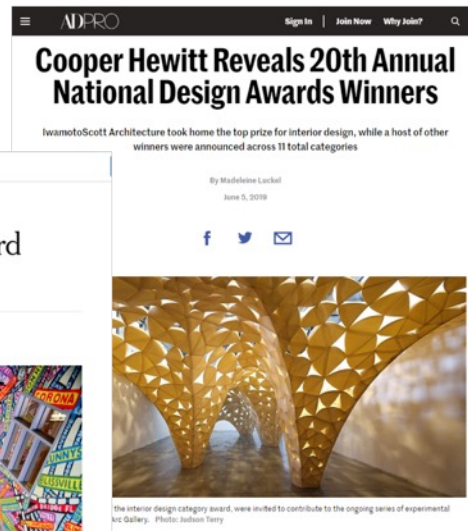 ADPRO
Sign In | Join Now Why Join?
Cooper Hewitt Reveals 20th Annual
National Design Awards Winners
IwamotoScott Architecture took home the top prize for interior design, while a host of other
winners were announced across 11 total categories
By Madeleine Luckel
June 5, 2019
f
rd
CORONA
the interior design category award, were invited to contribute to the ongoing series of experimental
Arc Gallery. Photo: Judson Terry